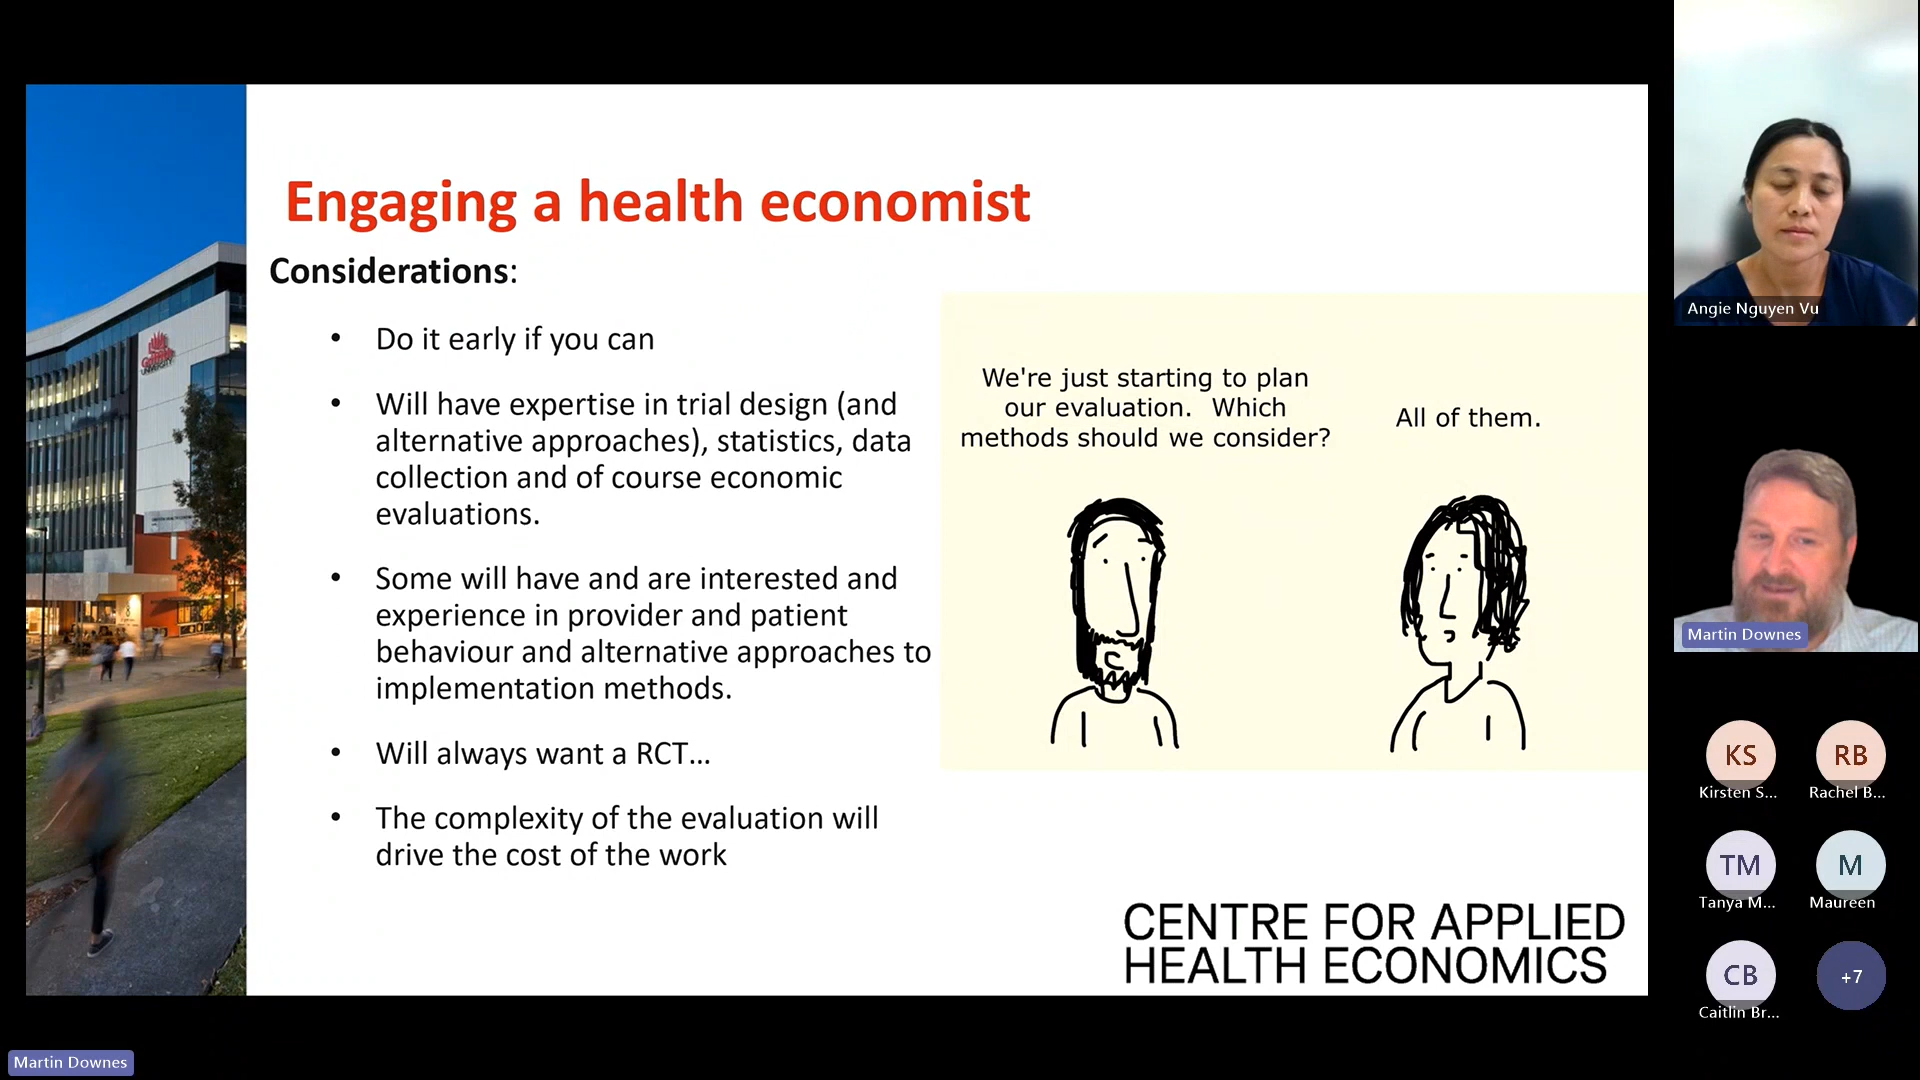 Engaging a health economist
Considerations:
• Do it early if you can
• Will have expertise in trial design (and
alternative approaches), statistics, data
collection and of course economic
evaluations.
• Some will have and are interested and
experience in provider and patient
behaviour and alternative approaches to
implementation methods.
• Will always want a RCT...
• The complexity of the evaluation will
drive the cost of the work
We're just starting to plan
our evaluation. Which
methods should we consider?
All of them.
CENTRE FOR APPLIED
HEALTH ECONOMICS
Angie Nguyen Vu
Martin Downes
KS
Kirsten S...
RB
Rachel B...
TM
Tanya M...
M
Maureen
CB
Caitlin Br...
+7
Martin Downes